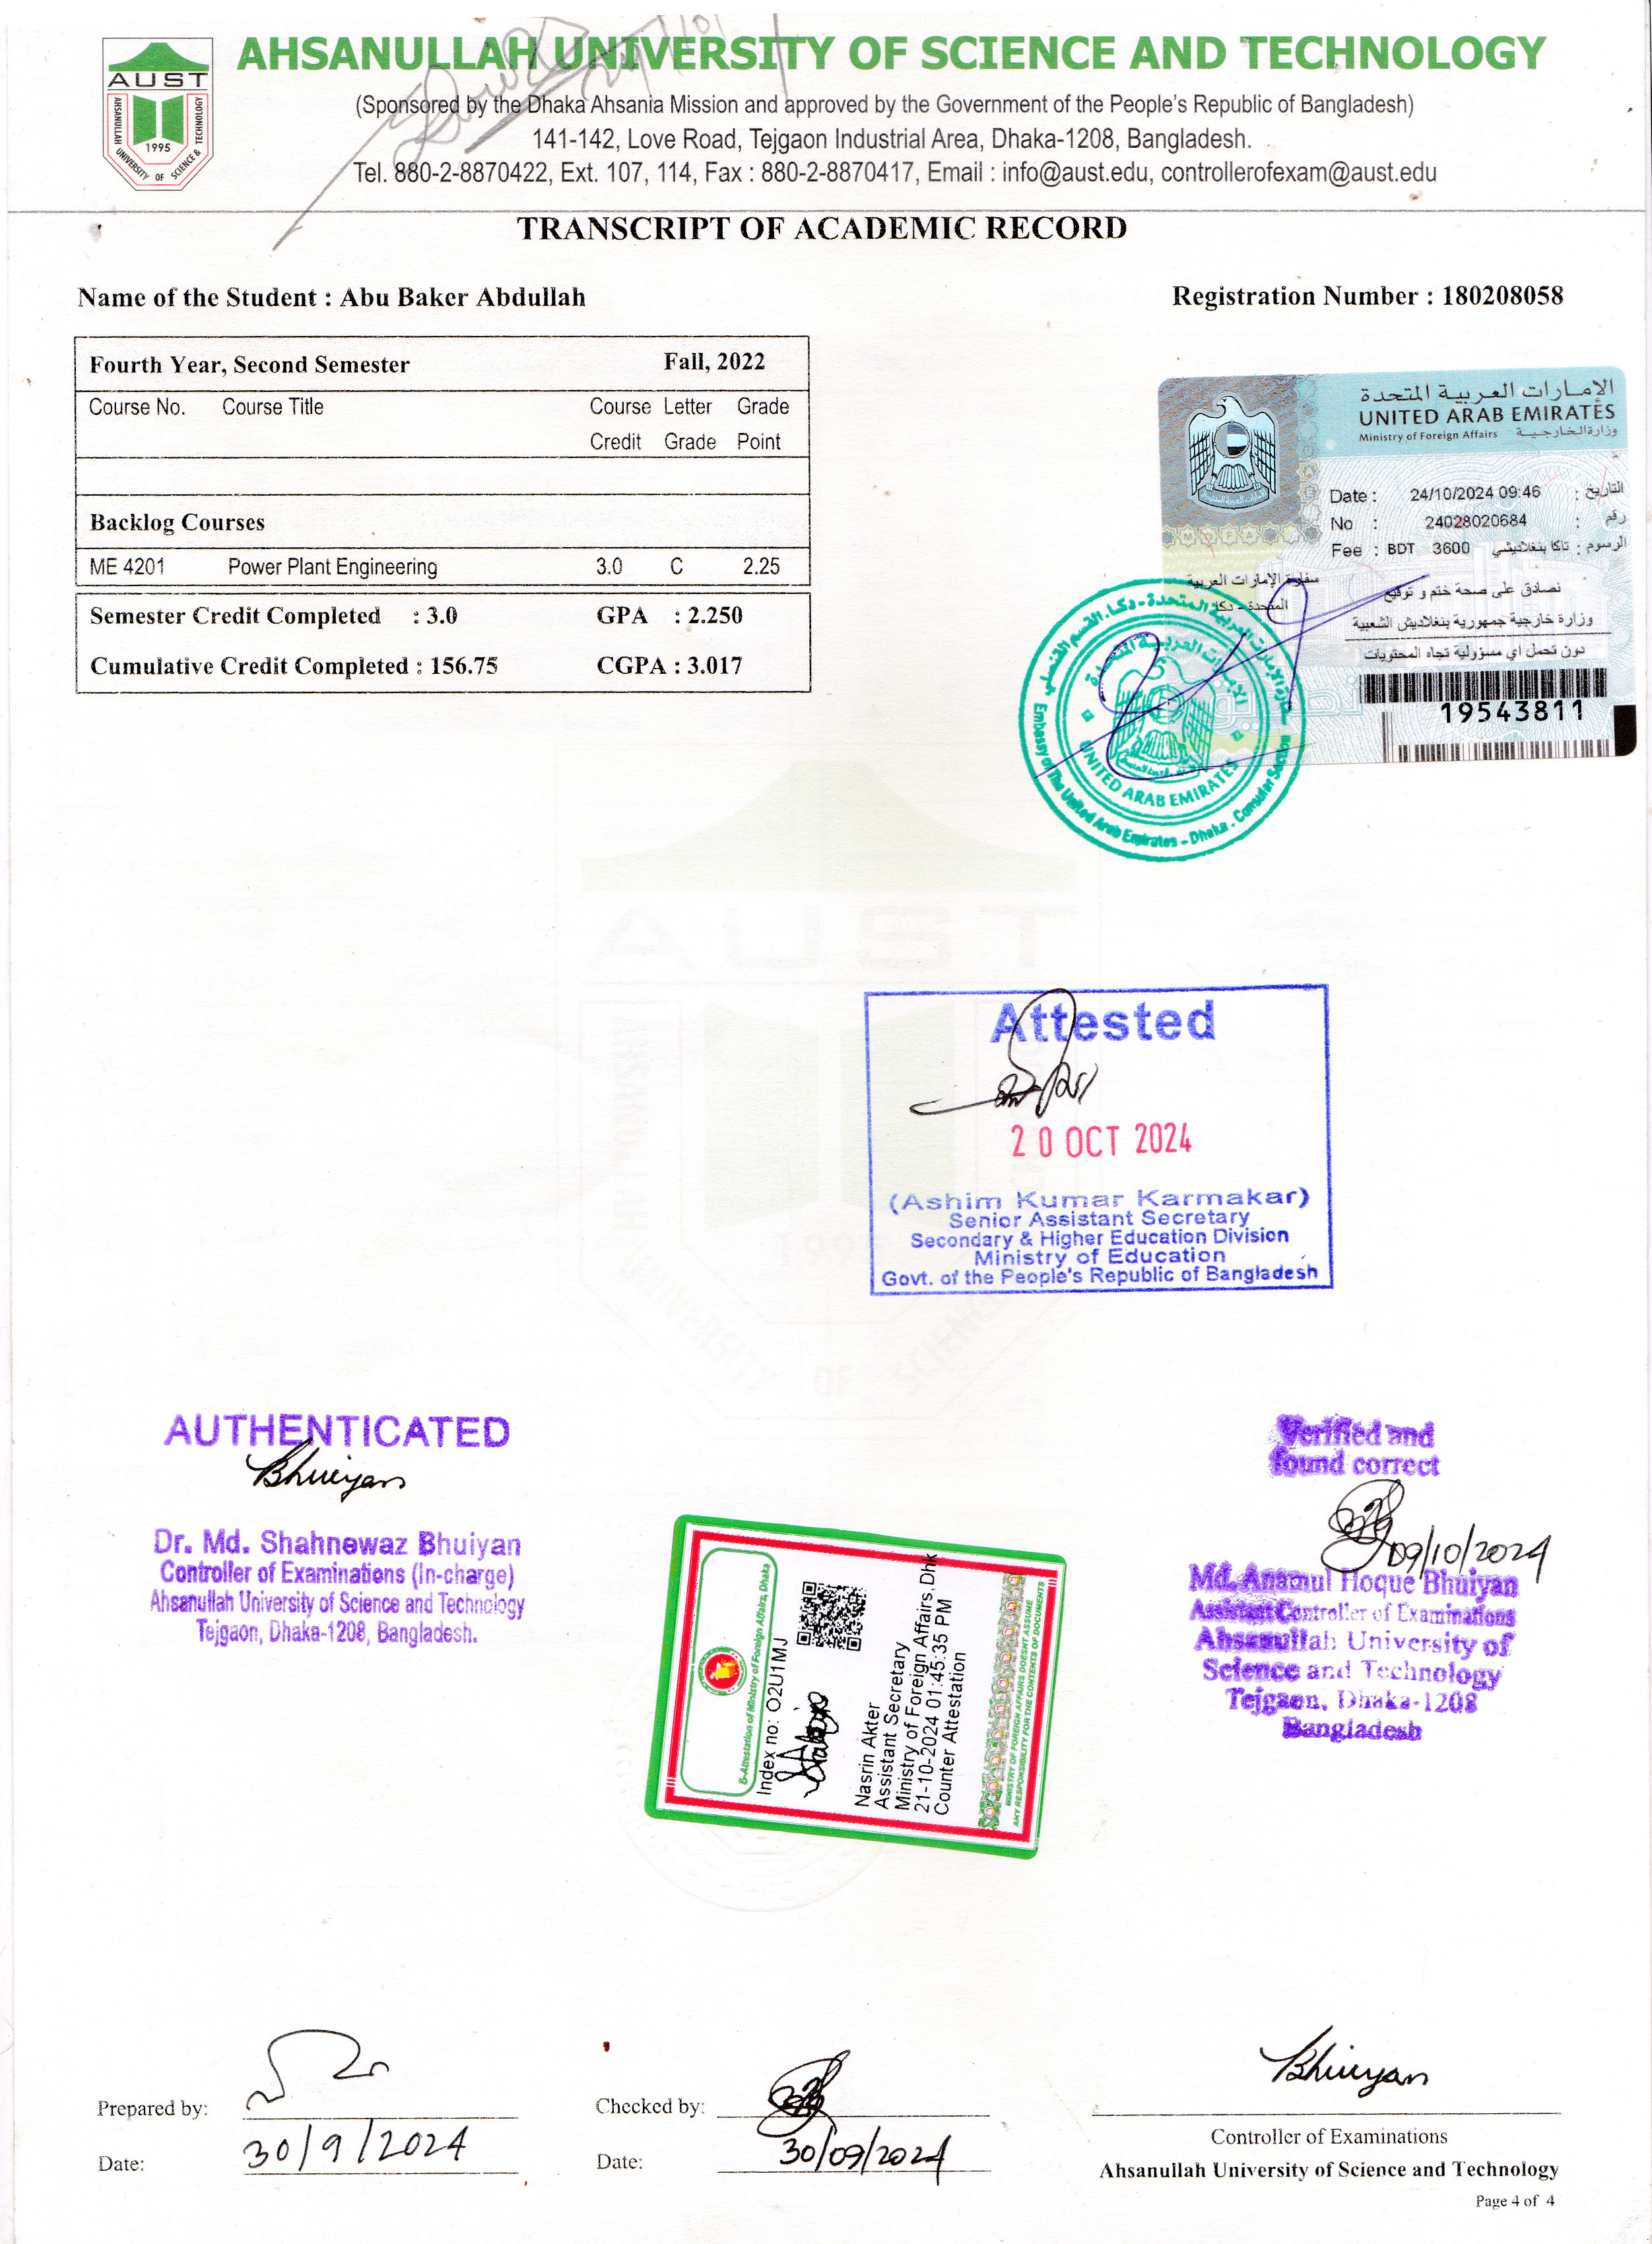 AHSANULLAH UNIVERSITY OF SCIENCE AND TECHNOLOGY
AUST
AHSANULLAH UNIVERSITY OF SCIENCE & TECHNOLOGY
1995
(Sponsored by the Dhaka Ahsania Mission and approved by the Government of the People's Republic of Bangladesh)
141-142, Love Road, Tejgaon Industrial Area, Dhaka-1208, Bangladesh.
Tel. 880-2-8870422, Ext. 107, 114, Fax : 880-2-8870417, Email : info@aust.edu, controllerofexam@aust.edu
TRANSCRIPT OF ACADEMIC RECORD
Name of the Student : Abu Baker Abdullah
Registration Number : 180208058
Fourth Year, Second Semester Fall, 2022
Course No. Course Title Course Letter Grade
Credit Grade Point
Backlog Courses
ME 4201 Power Plant Engineering 3.0 C 2.25
Semester Credit Completed : 3.0 GPA : 2.250
Cumulative Credit Completed : 156.75 CGPA : 3.017
الإمارات العربية المتحدة
UNITED ARAB EMIRATES
Ministry of Foreign Affairs وزارة الخارجية
Date : 24/10/2024 09:46 : التاريخ
No : 24028020684 : رقم
Fee : BDT 3600 تاكا بنغلاديشي : الرسوم
سفارة الإمارات العربية
المتحدة - دكا
نصادق على صحة ختم و توقيع
وزارة خارجية جمهورية بنغلاديش الشعبية
دون تحمل اي مسؤولية تجاه المحتويات
19543811
الإمارات العربية المتحدة
UNITED ARAB EMIRATES
Embassy of The United Arab Emirates - Dhaka . Consular Section
AUST
Attested
20 OCT 2024
(Ashim Kumar Karmakar)
Senior Assistant Secretary
Secondary & Higher Education Division
Ministry of Education
Govt. of the People's Republic of Bangladesh
AUTHENTICATED
Bhuiyan
Dr. Md. Shahnewaz Bhuiyan
Controller of Examinations (In-charge)
Ahsanullah University of Science and Technology
Tejgaon, Dhaka-1208, Bangladesh.
Verified and
found correct
09/10/2024
Md. Anamul Hoque Bhuiyan
Assistant Controller of Examinations
Ahsanullah University of
Science and Technology
Tejgaon, Dhaka-1208
Bangladesh
E-Attestation of Ministry of Foreign Affairs, Dhaka
Index no: O2U1MJ
Nasrin Akter
Assistant Secretary
Ministry of Foreign Affairs, Dhk
21-10-2024 01:45:35 PM
Counter Attestation
MINISTRY OF FOREIGN AFFAIRS DOESNT ASSUME
ANY RESPONSIBILITY FOR THE CONTENTS OF DOCUMENTS
Prepared by:
Date: 30/9/2024
Checked by:
Date: 30/09/2024
Bhuiyan
Controller of Examinations
Ahsanullah University of Science and Technology
Page 4 of 4